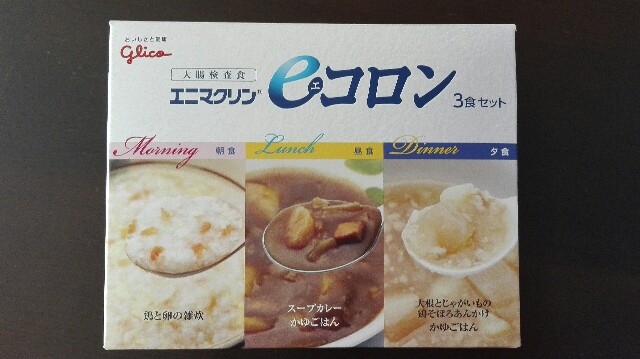 おいしさと健康
Glico
大腸検査食
エニマクリン® eコロン 3食セット
エ
Morning 朝食
Lunch 昼食
Dinner 夕食
鶏と卵の雑炊
スープカレー
かゆごはん
大根とじゃがいもの
鶏そぼろあんかけ
かゆごはん